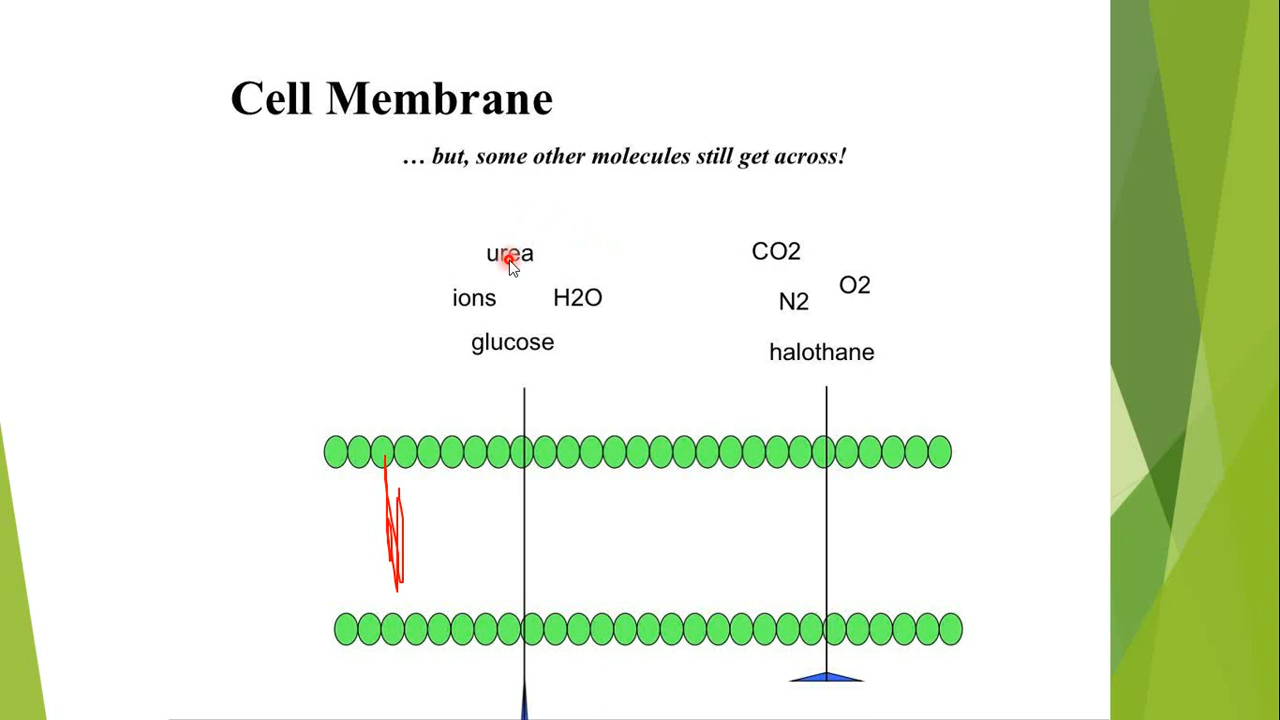 Cell Membrane
… but, some other molecules still get across!
urea
CO2
ions
H2O
N2
O2
glucose
halothane